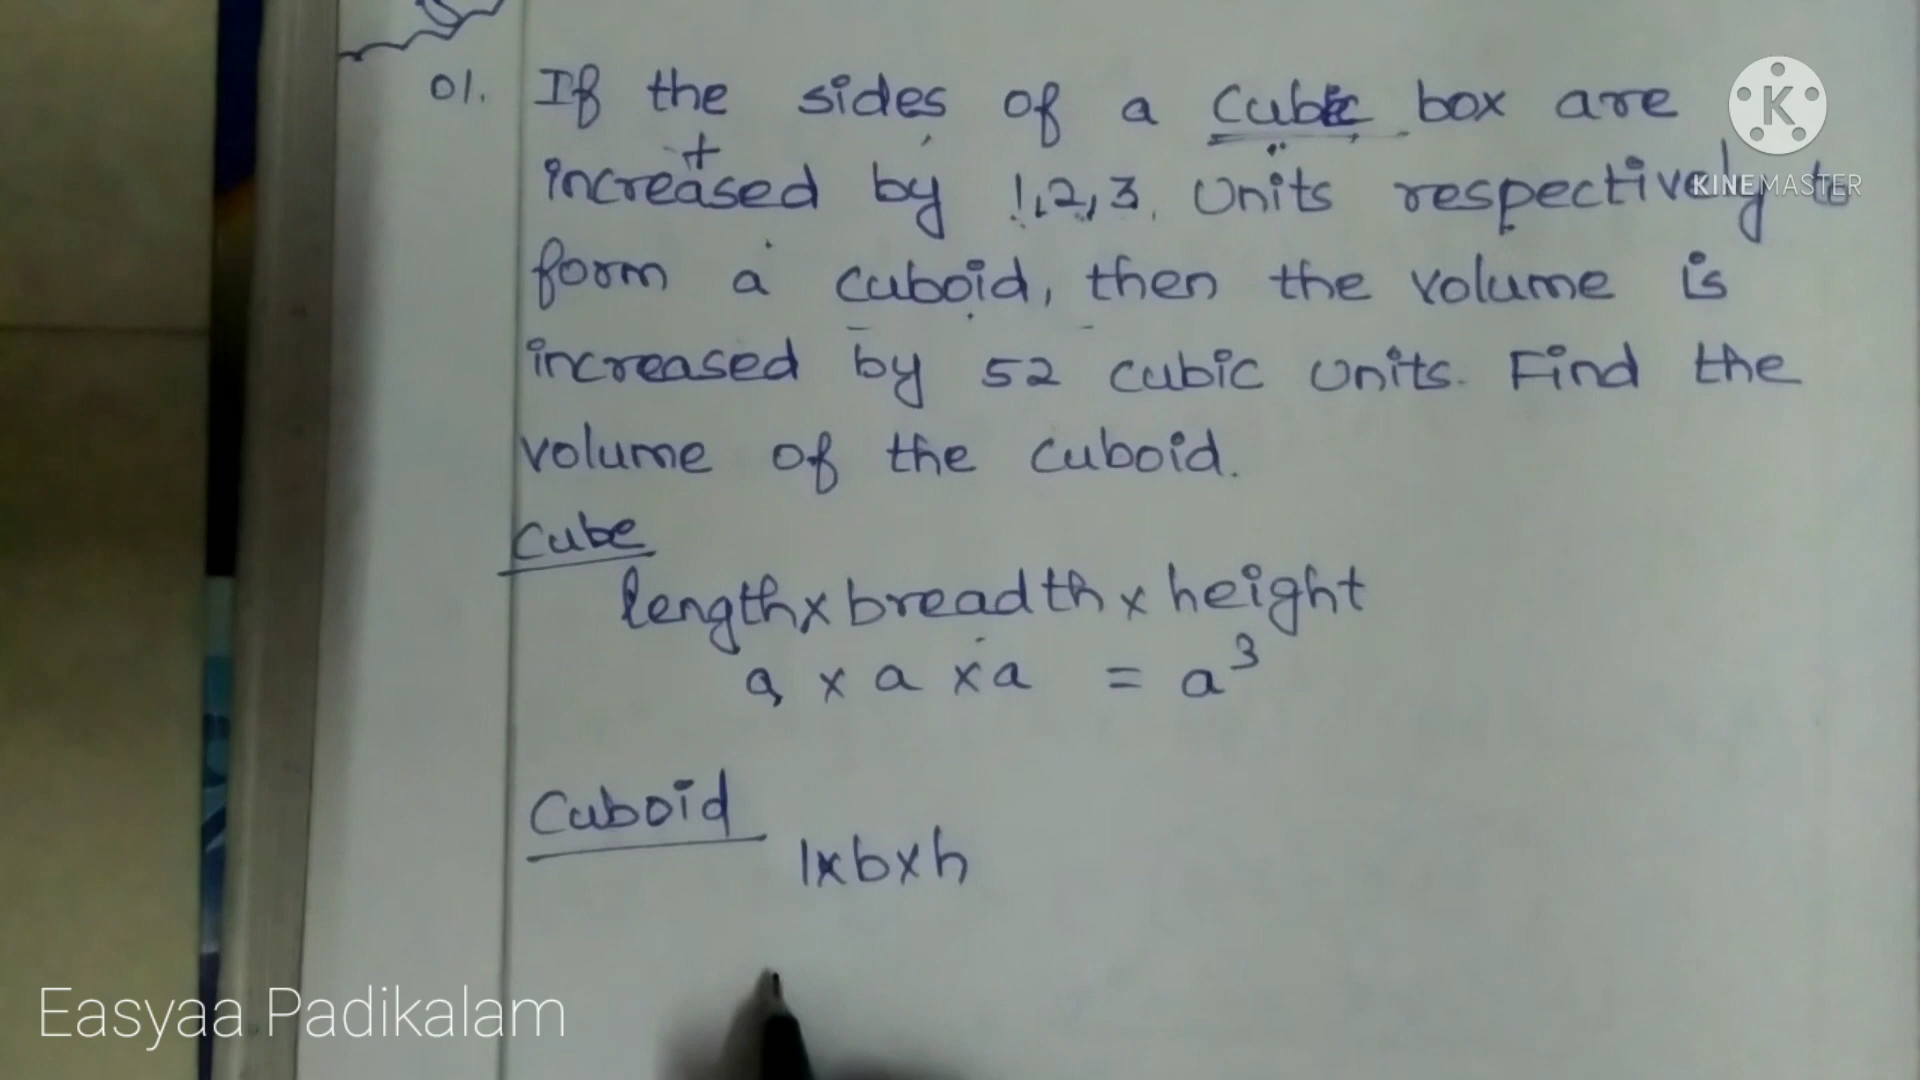 01. If the sides of a cubic box are
increased by 1,2,3, units respectively to
+
form a cuboid, then the volume is
increased by 52 cubic units. Find the
volume of the cuboid.
Cube
length x breadth x height
a x a x a = a³
Cuboid
l x b x h
K
KINEMASTER
Easyaa Padikalam